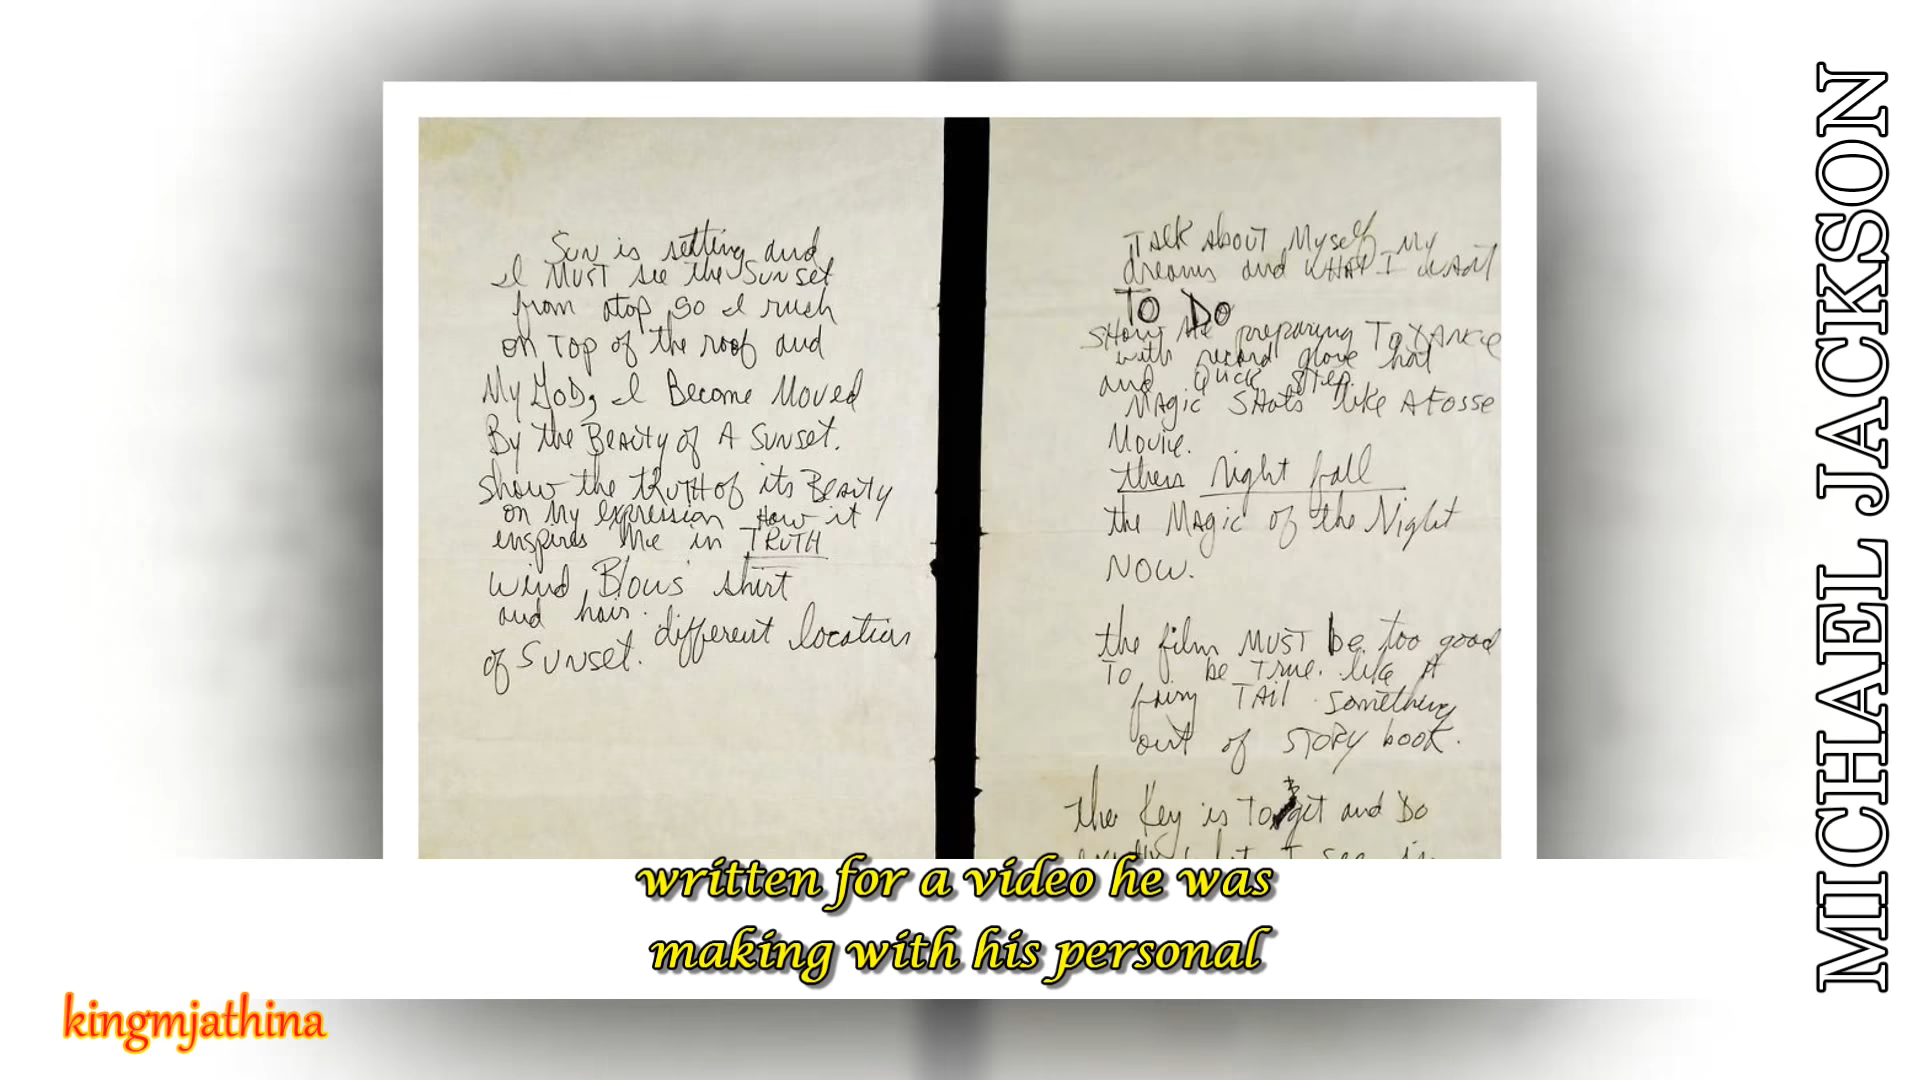 Sun is setting and
I MUST see the Sunset
from atop so I rush
on Top of the roof and
My God, I Become Moved
By the Beauty of A Sunset.
show the tRUTH of its Beauty
on My expression How it
inspires Me in TRUTH
wind Blows shirt
and hair. different location
of Sunset.
Talk About Myself My
dreams and WHAT I WANT
TO DO
SHow Me preparing To DANCE
with record glove hat
and Quick Step.
MAgic SHots like A Fosse
Movie.
then Night fall
the Magic of the Night
NOW.
the film MUST be too good
To be True. like A
fairy TAil something
out of STORY book.
the Key is To get and Do
I see in
written for a video he was
making with his personal
kingmjathina
MICHAEL JACKSON